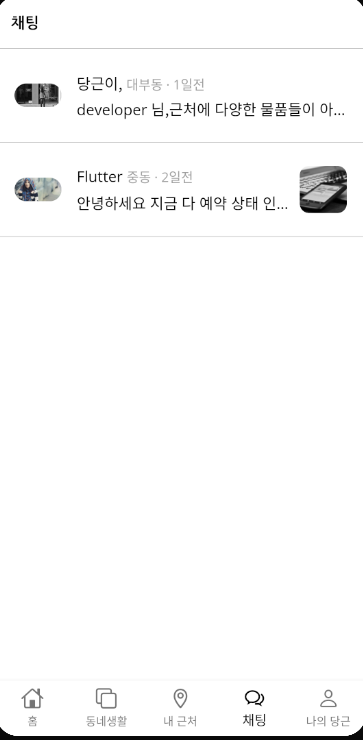 채팅
당근이, 대부동 · 1일전
developer 님,근처에 다양한 물품들이 아...
Flutter 중동 · 2일전
안녕하세요 지금 다 예약 상태 인...
홈
동네생활
내 근처
채팅
나의 당근